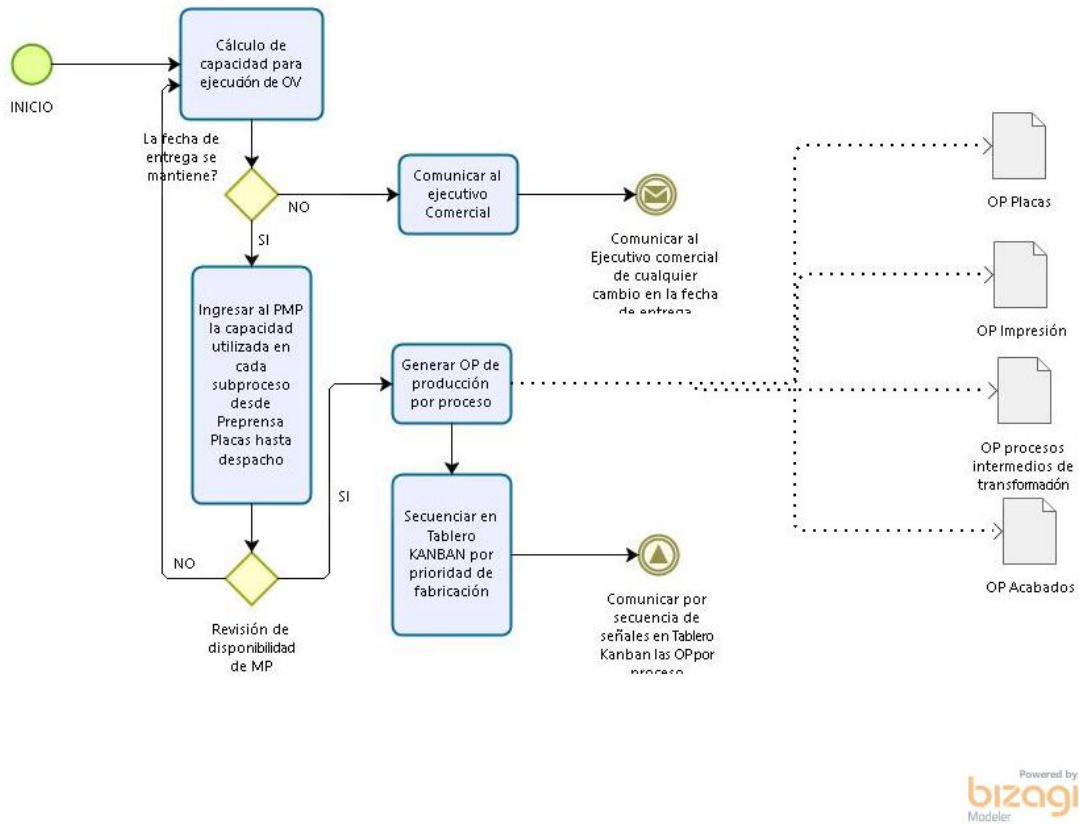 Cálculo de
capacidad para
ejecución de OV
INICIO
La fecha de
entrega se
mantiene?
NO
SI
Comunicar al
ejecutivo
Comercial
Comunicar al
Ejecutivo comercial
de cualquier
cambio en la fecha
de entrega
Ingresar al PMP
la capacidad
utilizada en
cada
subproceso
desde
Preprensa
Placas hasta
despacho
Generar OP de
producción
por proceso
SI
NO
Revisión de
disponibilidad
de MP
Secuenciar en
Tablero
KANBAN por
prioridad de
fabricación
Comunicar por
secuencia de
señales en Tablero
Kanban las OP por
proceso
OP Placas
OP Impresión
OP procesos
intermedios de
transformación
OP Acabados
Powered by
bizagi
Modeler